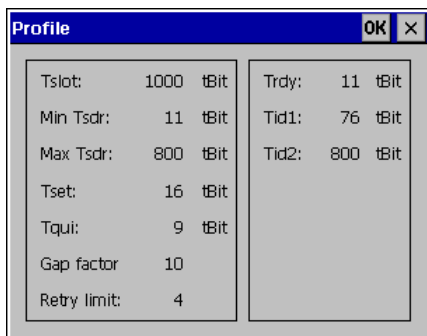 Profile OK ×
Tslot: 1000 tBit
Min Tsdr: 11 tBit
Max Tsdr: 800 tBit
Tset: 16 tBit
Tqui: 9 tBit
Gap factor 10
Retry limit: 4
Trdy: 11 tBit
Tid1: 76 tBit
Tid2: 800 tBit